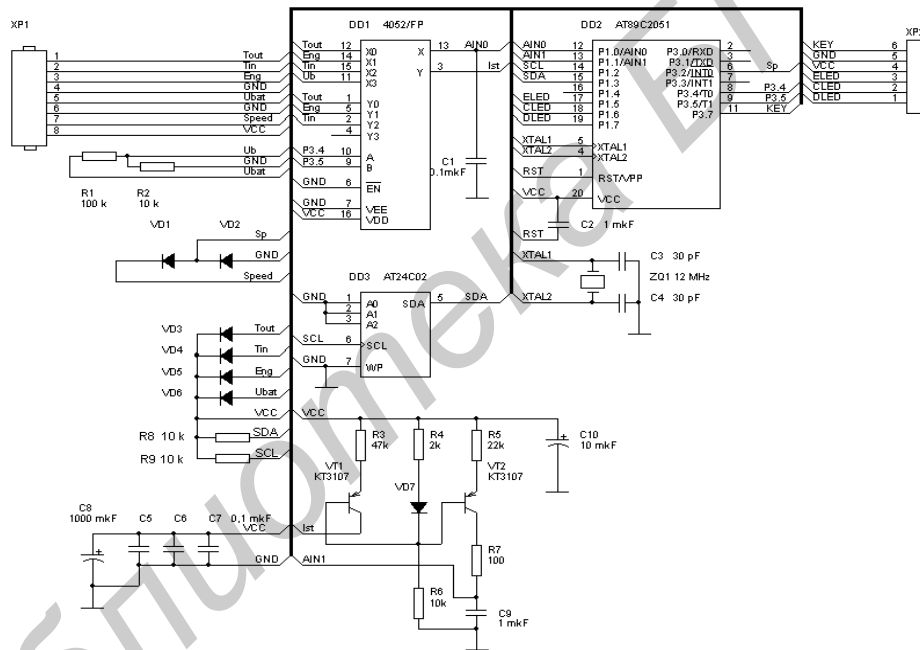 XP1
1 Tout
2 Tin
3 Eng
4 GND
5 Ubat
6 GND
7 Speed
8 VCC
Ub
GND
Ubat
R1 R2
100 k 10 k
VD1 VD2
Sp
GND
Speed
VD3 Tout
VD4 Tin
VD5 Eng
VD6 Ubat
VCC VCC
R8 10 k SDA
R9 10 k SCL
C8
1000 mkF
C5 C6 C7 0,1 mkF
VCC Ist
GND AIN1
DD1 4052/FP
Tout 12 X0 X 13 AIN0
Eng 14 X1
Tin 15 X2 Y 3 Ist
Ub 11 X3
Tout 1 Y0
Eng 5 Y1
Tin 2 Y2
4 Y3
P3.4 10 A
P3.5 9 B
GND 6 EN
GND 7 VEE
VCC 16 VDD
C1
0.1mkF
DD3 AT24C02
GND 1 A0 SDA 5 SDA
2 A1
3 A2
SCL 6 SCL
GND 7 WP
DD2 AT89C2051
AIN0 12 P1.0/AIN0 P3.0/RXD 2
AIN1 13 P1.1/AIN1 P3.1/TXD 3
SCL 14 P1.2 P3.2/INT0 6 Sp
SDA 15 P1.3 P3.3/INT1 7
16 P1.4 P3.4/T0 8 P3.4
ELED 17 P1.5 P3.5/T1 9 P3.5
CLED 18 P1.6 P3.7 11 KEY
DLED 19 P1.7
XTAL1 5 XTAL1
XTAL2 4 XTAL2
RST 1 RST/VPP
VCC 20 VCC
C2 1 mkF
RST
XTAL1 C3 30 pF
ZQ1 12 MHz
XTAL2 C4 30 pF
KEY 6
GND 5
VCC 4
ELED 3
CLED 2
DLED 1
R3
47k
R4
2k
R5
22k
C10
10 mkF
VT1
KT3107
VD7
VT2
KT3107
R7
100
R6
10k
C9
1 mkF
блиотека БГ